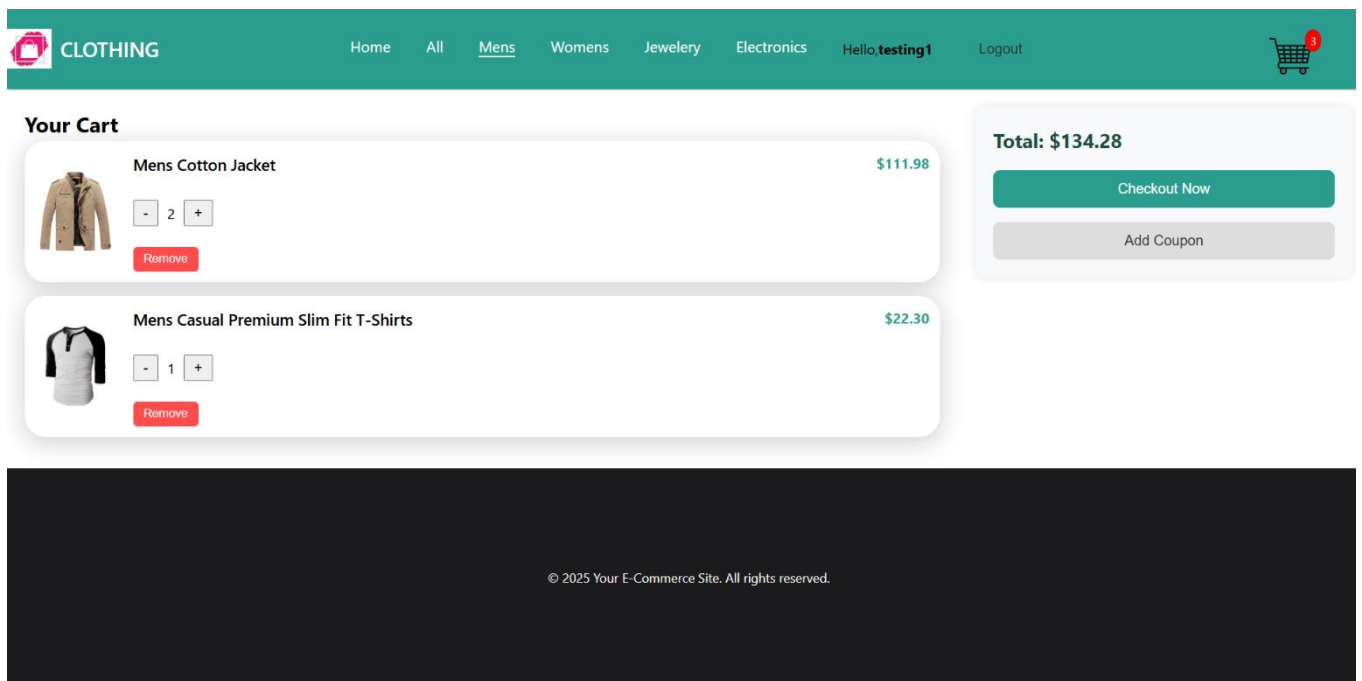 CLOTHING Home All Mens Womens Jewelery Electronics Hello,testing1 Logout 3
Your Cart
Mens Cotton Jacket $111.98
- 2 +
Remove
Mens Casual Premium Slim Fit T-Shirts $22.30
- 1 +
Remove
Total: $134.28
Checkout Now
Add Coupon
© 2025 Your E-Commerce Site. All rights reserved.